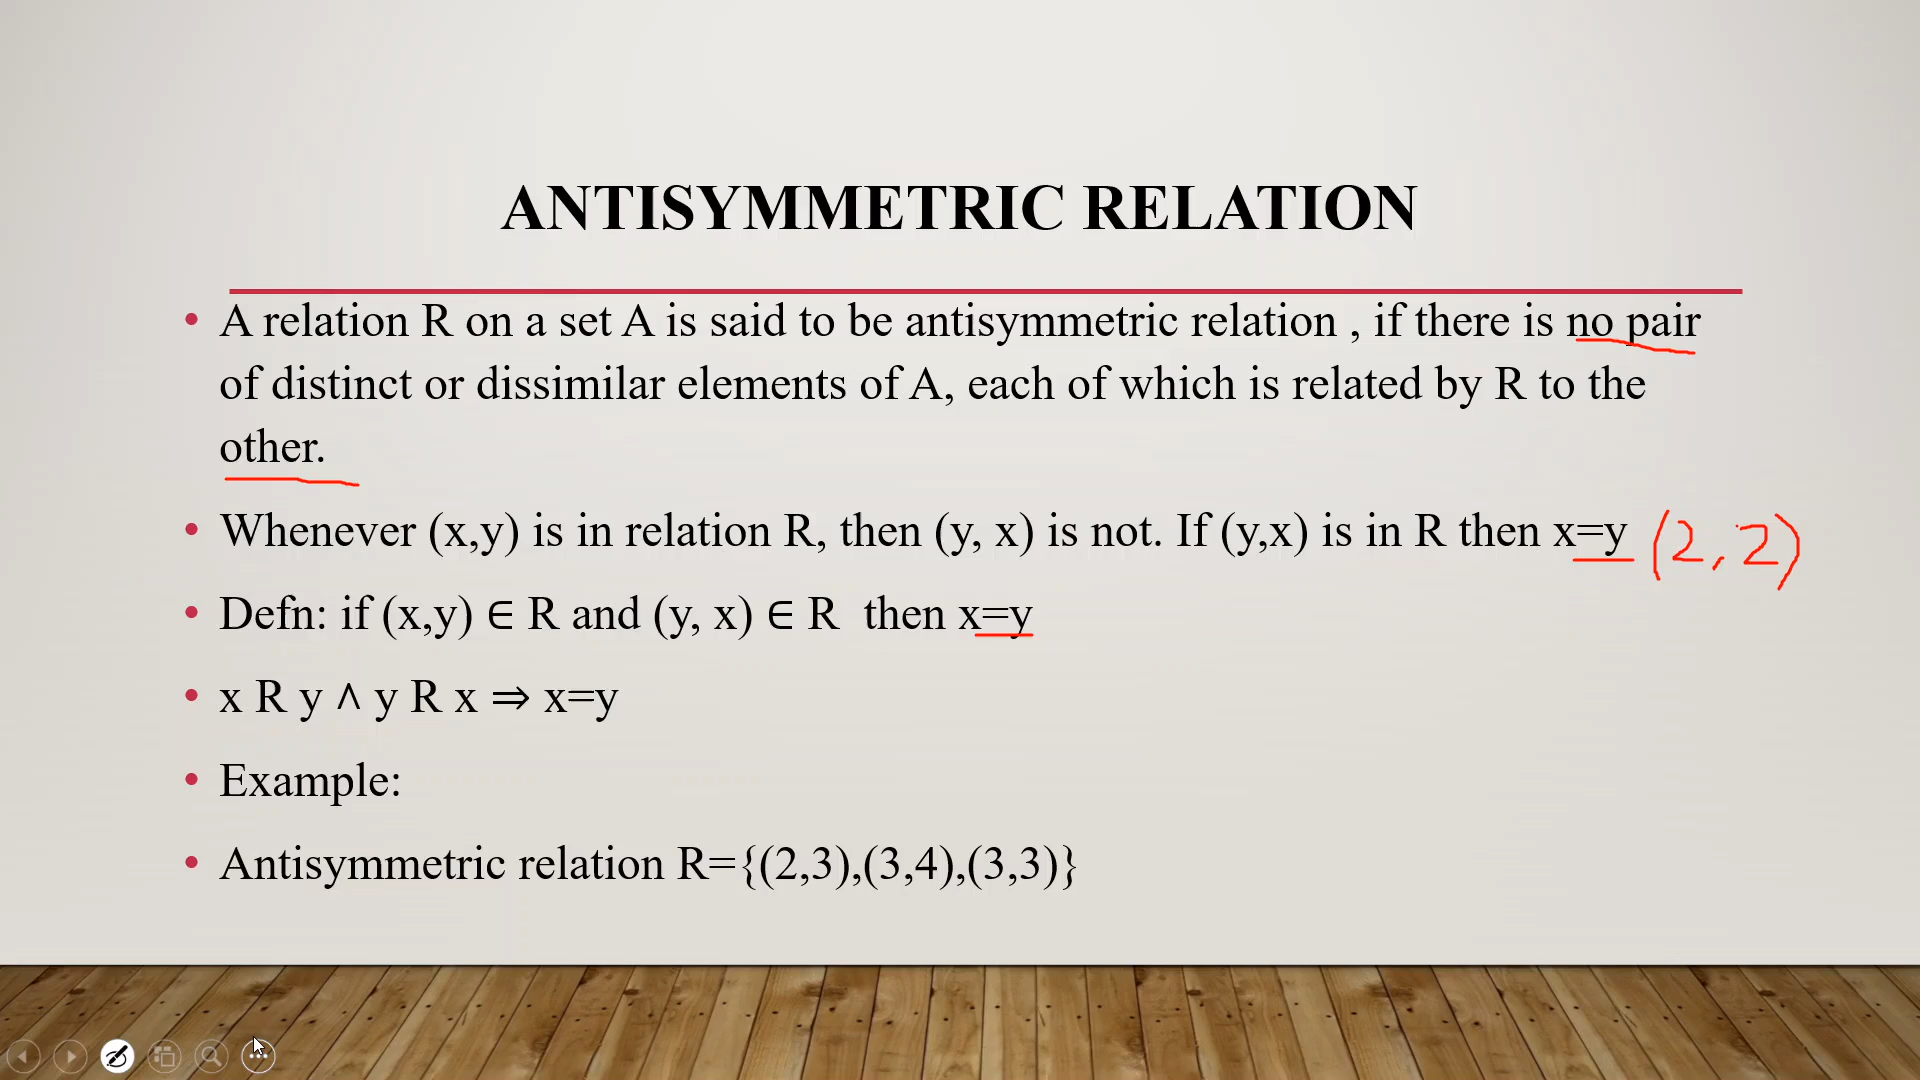 ANTISYMMETRIC RELATION
• A relation R on a set A is said to be antisymmetric relation , if there is no pair
of distinct or dissimilar elements of A, each of which is related by R to the
other.
• Whenever (x,y) is in relation R, then (y, x) is not. If (y,x) is in R then x=y (2,2)
• Defn: if (x,y) ∈ R and (y, x) ∈ R then x=y
• x R y ∧ y R x ⇒ x=y
• Example:
• Antisymmetric relation R={(2,3),(3,4),(3,3)}